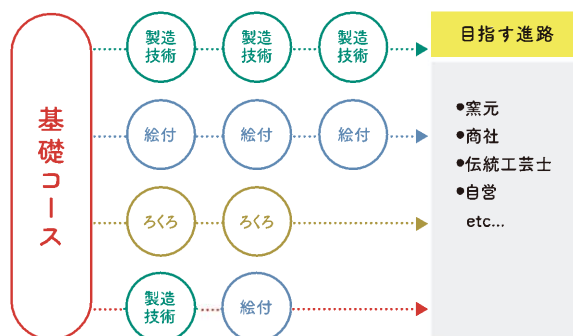 基礎コース
製造
技術
製造
技術
製造
技術
絵付
絵付
絵付
ろくろ
ろくろ
製造
技術
絵付
目指す進路
●窯元
●商社
●伝統工芸士
●自営
etc...